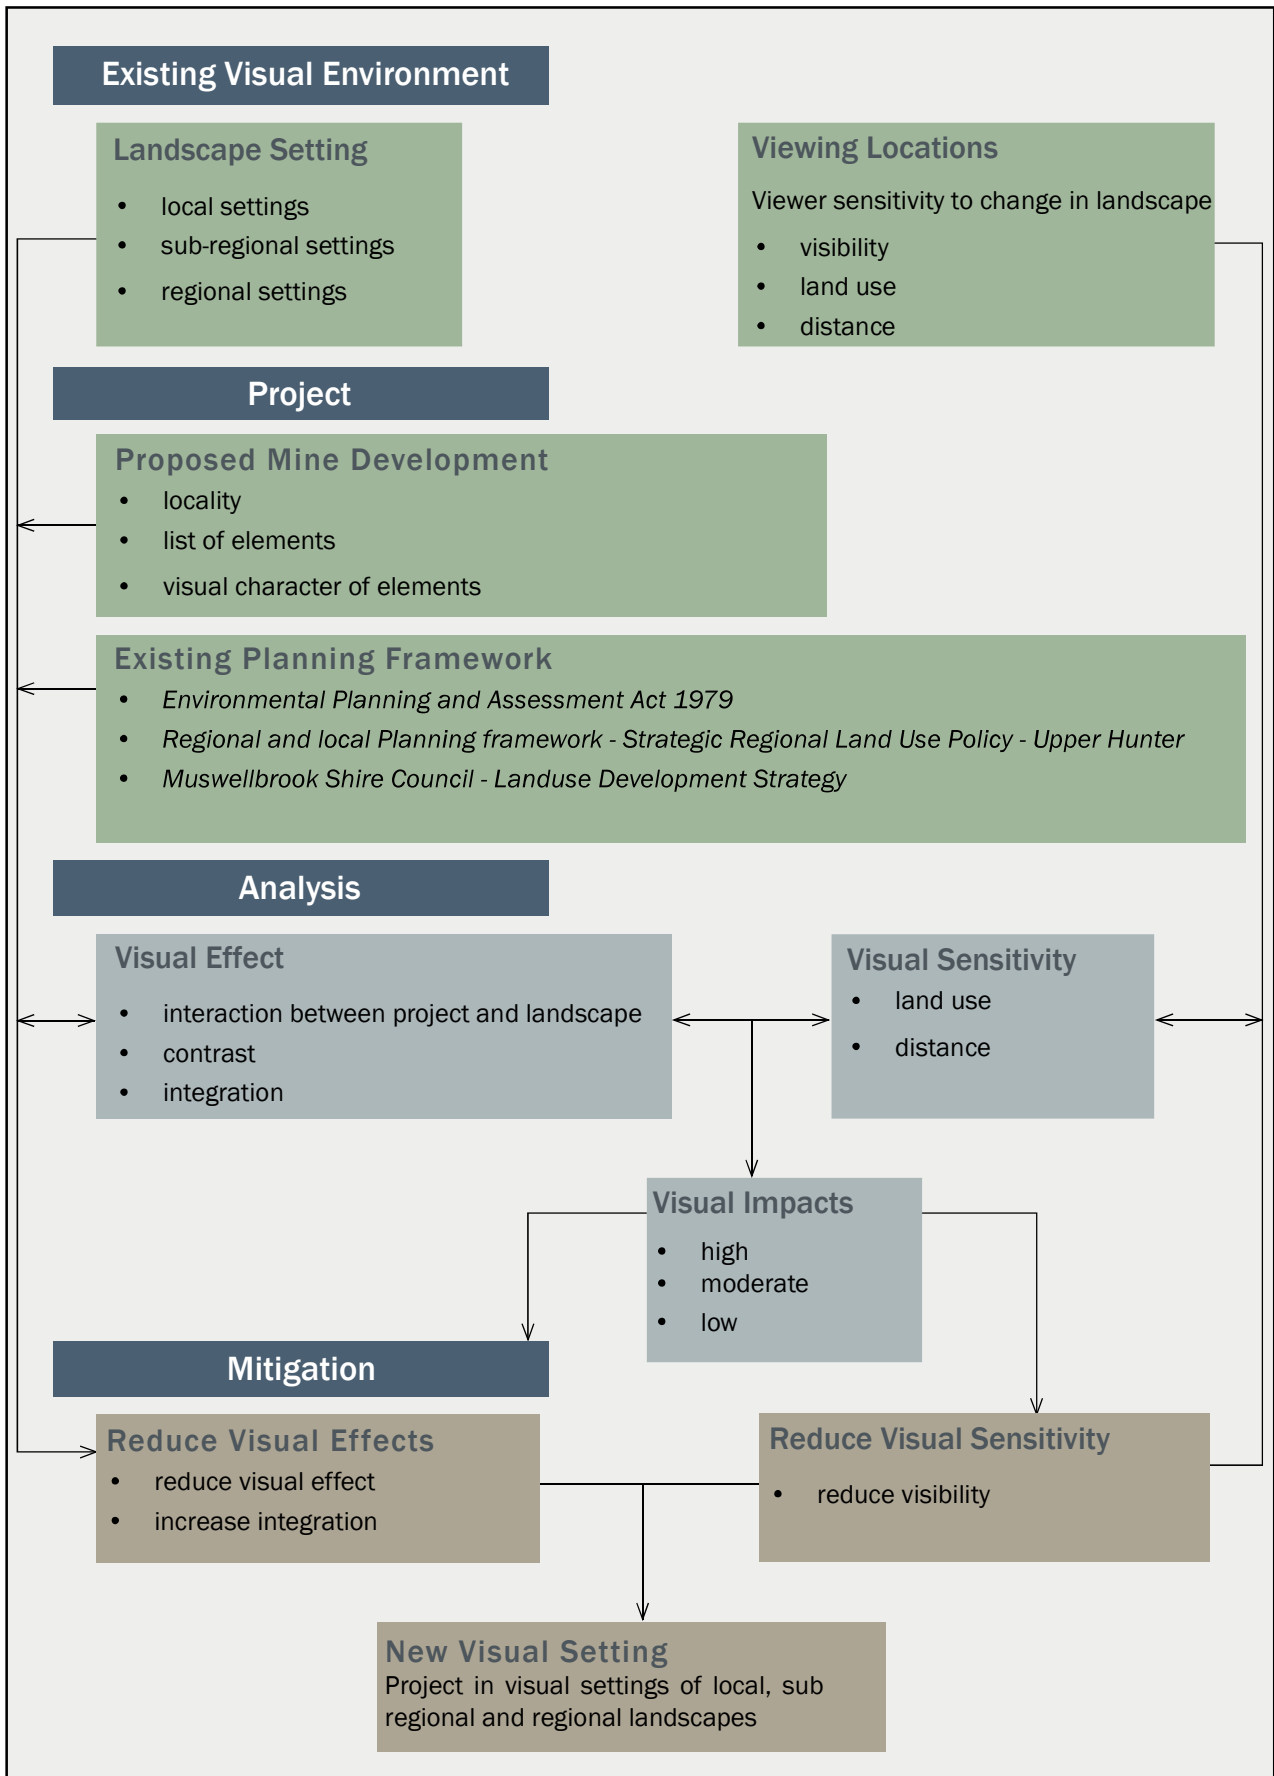 Existing Visual Environment
Landscape Setting
• local settings
• sub-regional settings
• regional settings
Viewing Locations
Viewer sensitivity to change in landscape
• visibility
• land use
• distance
Project
Proposed Mine Development
• locality
• list of elements
• visual character of elements
Existing Planning Framework
• Environmental Planning and Assessment Act 1979
• Regional and local Planning framework - Strategic Regional Land Use Policy - Upper Hunter
• Muswellbrook Shire Council - Landuse Development Strategy
Analysis
Visual Effect
• interaction between project and landscape
• contrast
• integration
Visual Sensitivity
• land use
• distance
Visual Impacts
• high
• moderate
• low
Mitigation
Reduce Visual Effects
• reduce visual effect
• increase integration
Reduce Visual Sensitivity
• reduce visibility
New Visual Setting
Project in visual settings of local, sub
regional and regional landscapes